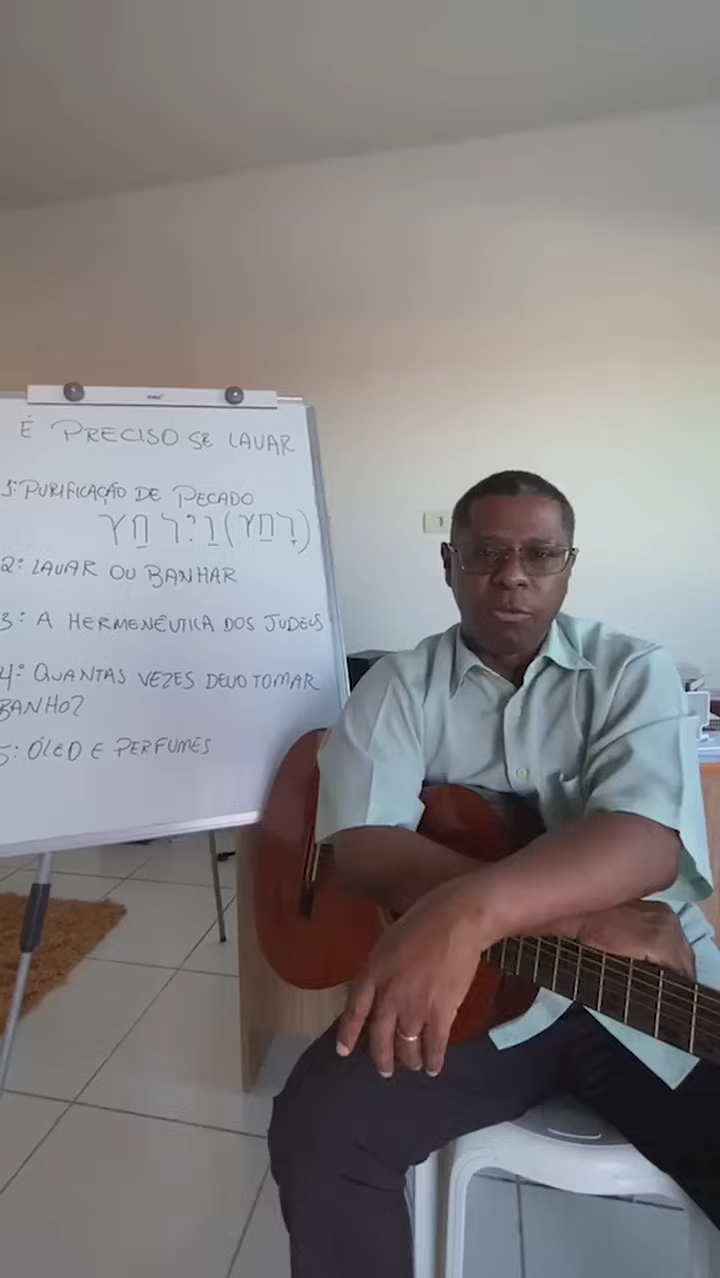 É PRECISO SE LAVAR
1º PURIFICAÇÃO DE PECADO
(רָחַץ) וַיִרחַץ
2º LAVAR OU BANHAR
3º A HERMENÊUTICA DOS JUDEUS
4º QUANTAS VEZES DEVO TOMAR
BANHO?
5º ÓLEO E PERFUMES